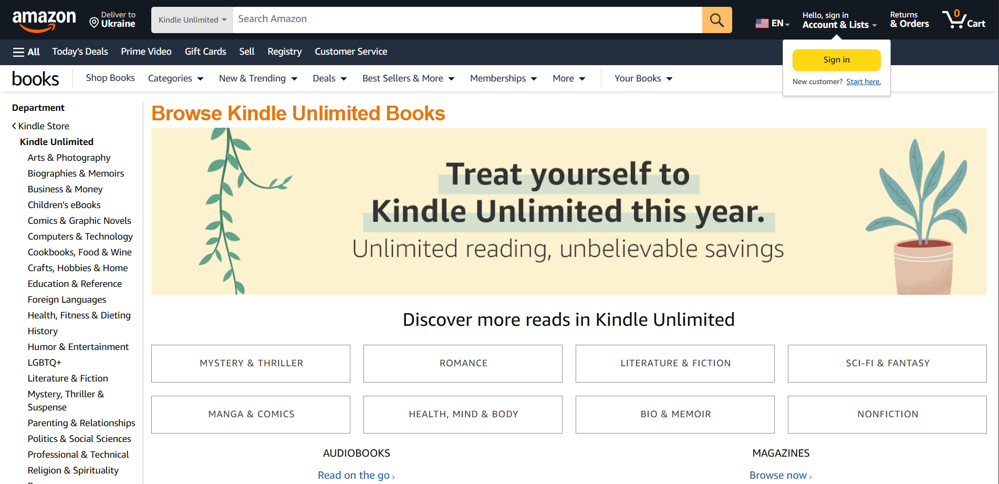 amazon
Deliver to
Ukraine
Kindle Unlimited
Search Amazon
EN
Hello, sign in
Account & Lists
Returns
& Orders
0
Cart
All
Today's Deals
Prime Video
Gift Cards
Sell
Registry
Customer Service
Sign in
New customer? Start here.
books
Shop Books
Categories
New & Trending
Deals
Best Sellers & More
Memberships
More
Your Books
Department
Kindle Store
Kindle Unlimited
Arts & Photography
Biographies & Memoirs
Business & Money
Children's eBooks
Comics & Graphic Novels
Computers & Technology
Cookbooks, Food & Wine
Crafts, Hobbies & Home
Education & Reference
Foreign Languages
Health, Fitness & Dieting
History
Humor & Entertainment
LGBTQ+
Literature & Fiction
Mystery, Thriller &
Suspense
Parenting & Relationships
Politics & Social Sciences
Professional & Technical
Religion & Spirituality
Browse Kindle Unlimited Books
Treat yourself to
Kindle Unlimited this year.
Unlimited reading, unbelievable savings
Discover more reads in Kindle Unlimited
MYSTERY & THRILLER
ROMANCE
LITERATURE & FICTION
SCI-FI & FANTASY
MANGA & COMICS
HEALTH, MIND & BODY
BIO & MEMOIR
NONFICTION
AUDIOBOOKS
Read on the go ›
MAGAZINES
Browse now ›